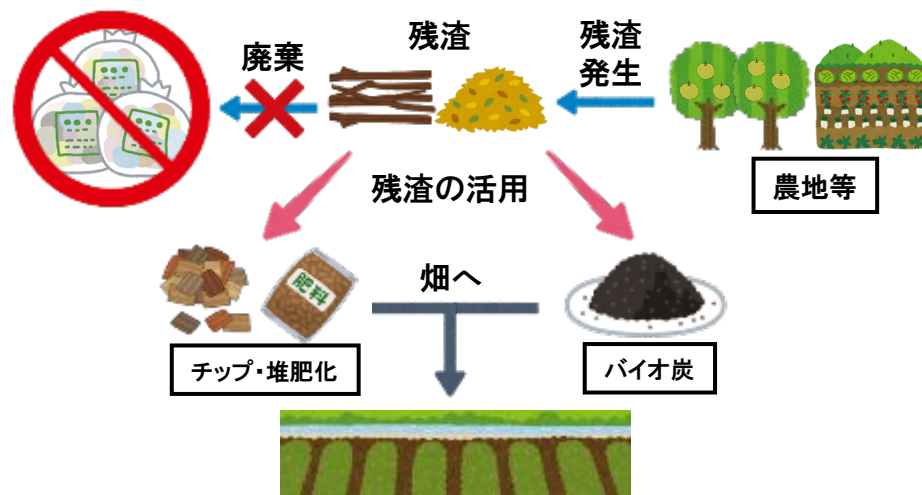 廃棄
残渣
残渣
発生
農地等
残渣の活用
肥料
畑へ
チップ・堆肥化
バイオ炭